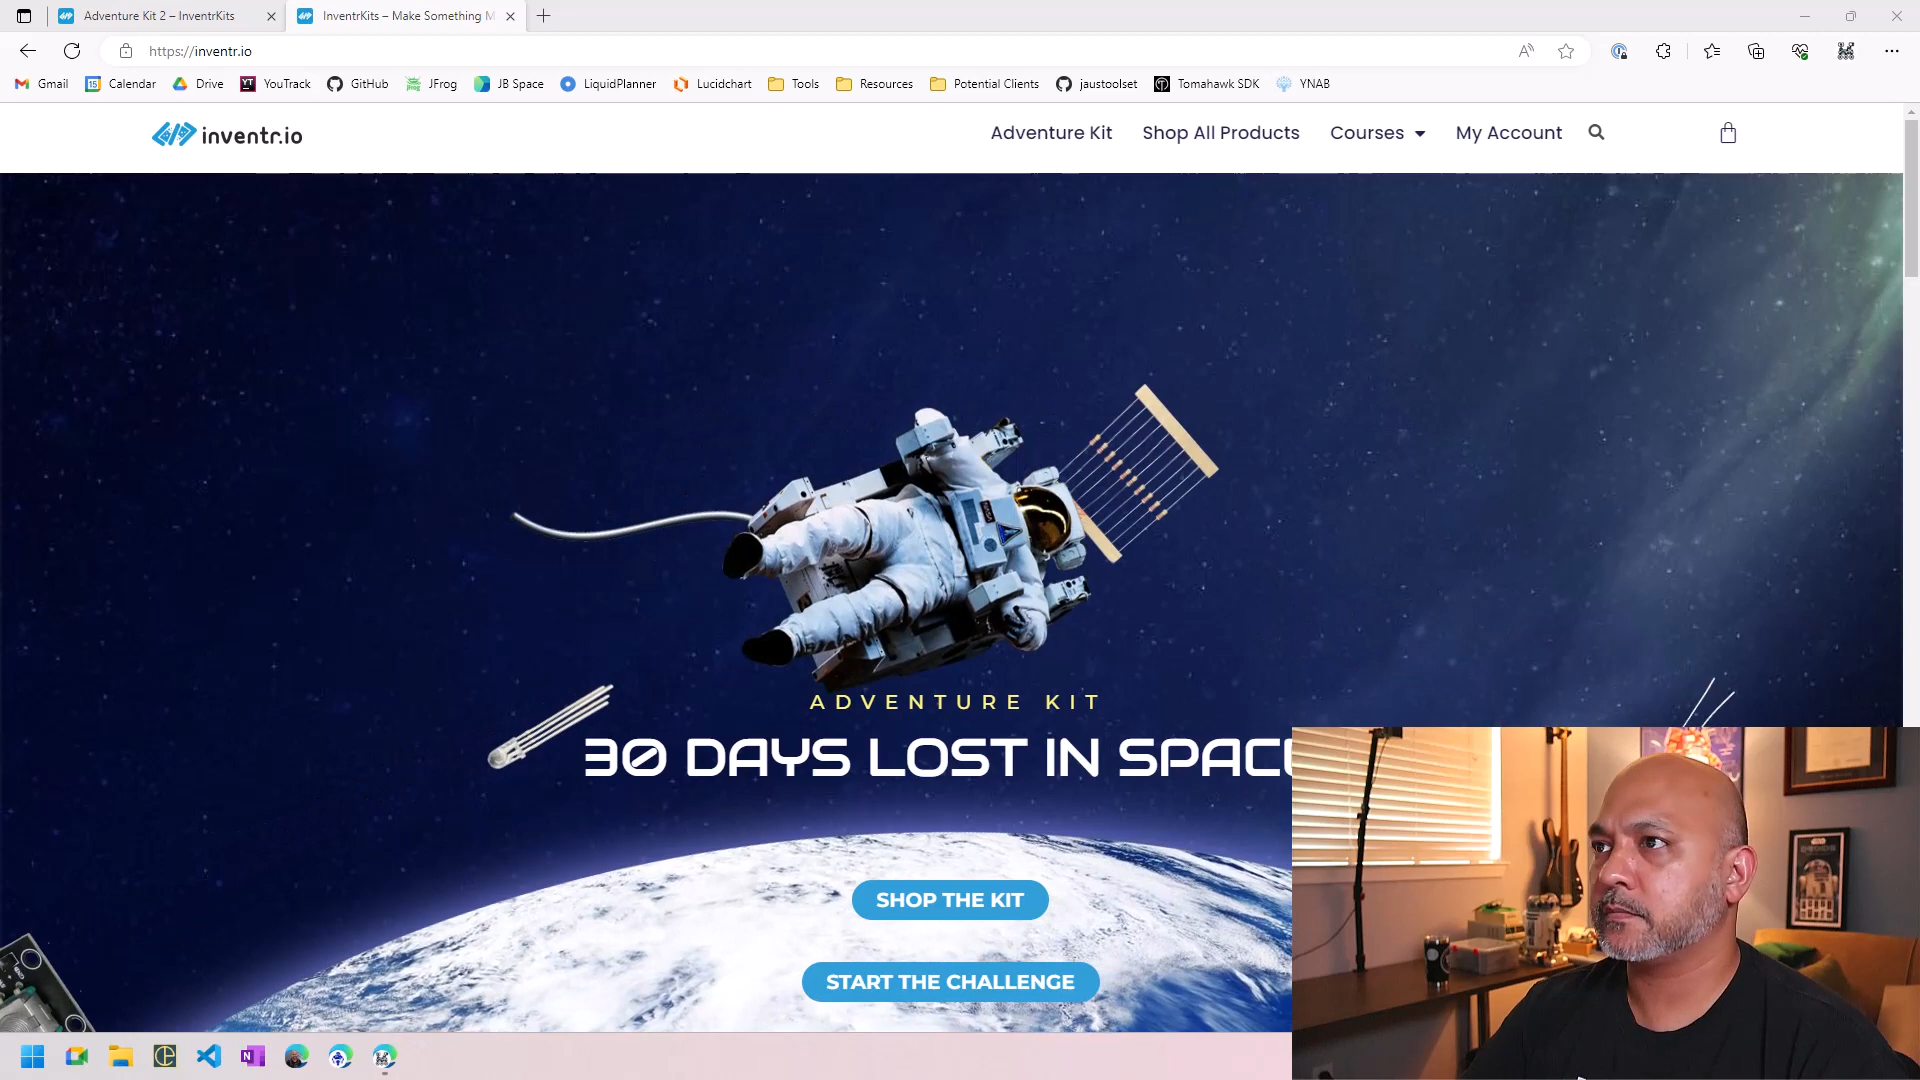 Adventure Kit 2 – InventrKits
InventrKits – Make Something M
https://inventr.io
Gmail
Calendar
Drive
YouTrack
GitHub
JFrog
JB Space
LiquidPlanner
Lucidchart
Tools
Resources
Potential Clients
jaustoolset
Tomahawk SDK
YNAB
inventr.io
Adventure Kit
Shop All Products
Courses
My Account
ADVENTURE KIT
30 DAYS LOST IN SPACE
SHOP THE KIT
START THE CHALLENGE